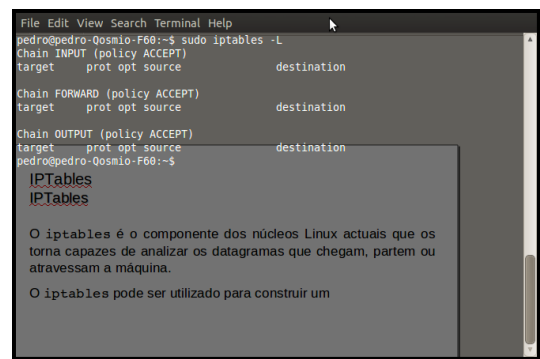 File Edit View Search Terminal Help
pedro@pedro-Qosmio-F60:~$ sudo iptables -L
Chain INPUT (policy ACCEPT)
target     prot opt source               destination
Chain FORWARD (policy ACCEPT)
target     prot opt source               destination
Chain OUTPUT (policy ACCEPT)
target     prot opt source               destination
pedro@pedro-Qosmio-F60:~$
IPTables
IPTables
O iptables é o componente dos núcleos Linux actuais que os
torna capazes de analizar os datagramas que chegam, partem ou
atravessam a máquina.
O iptables pode ser utilizado para construir um